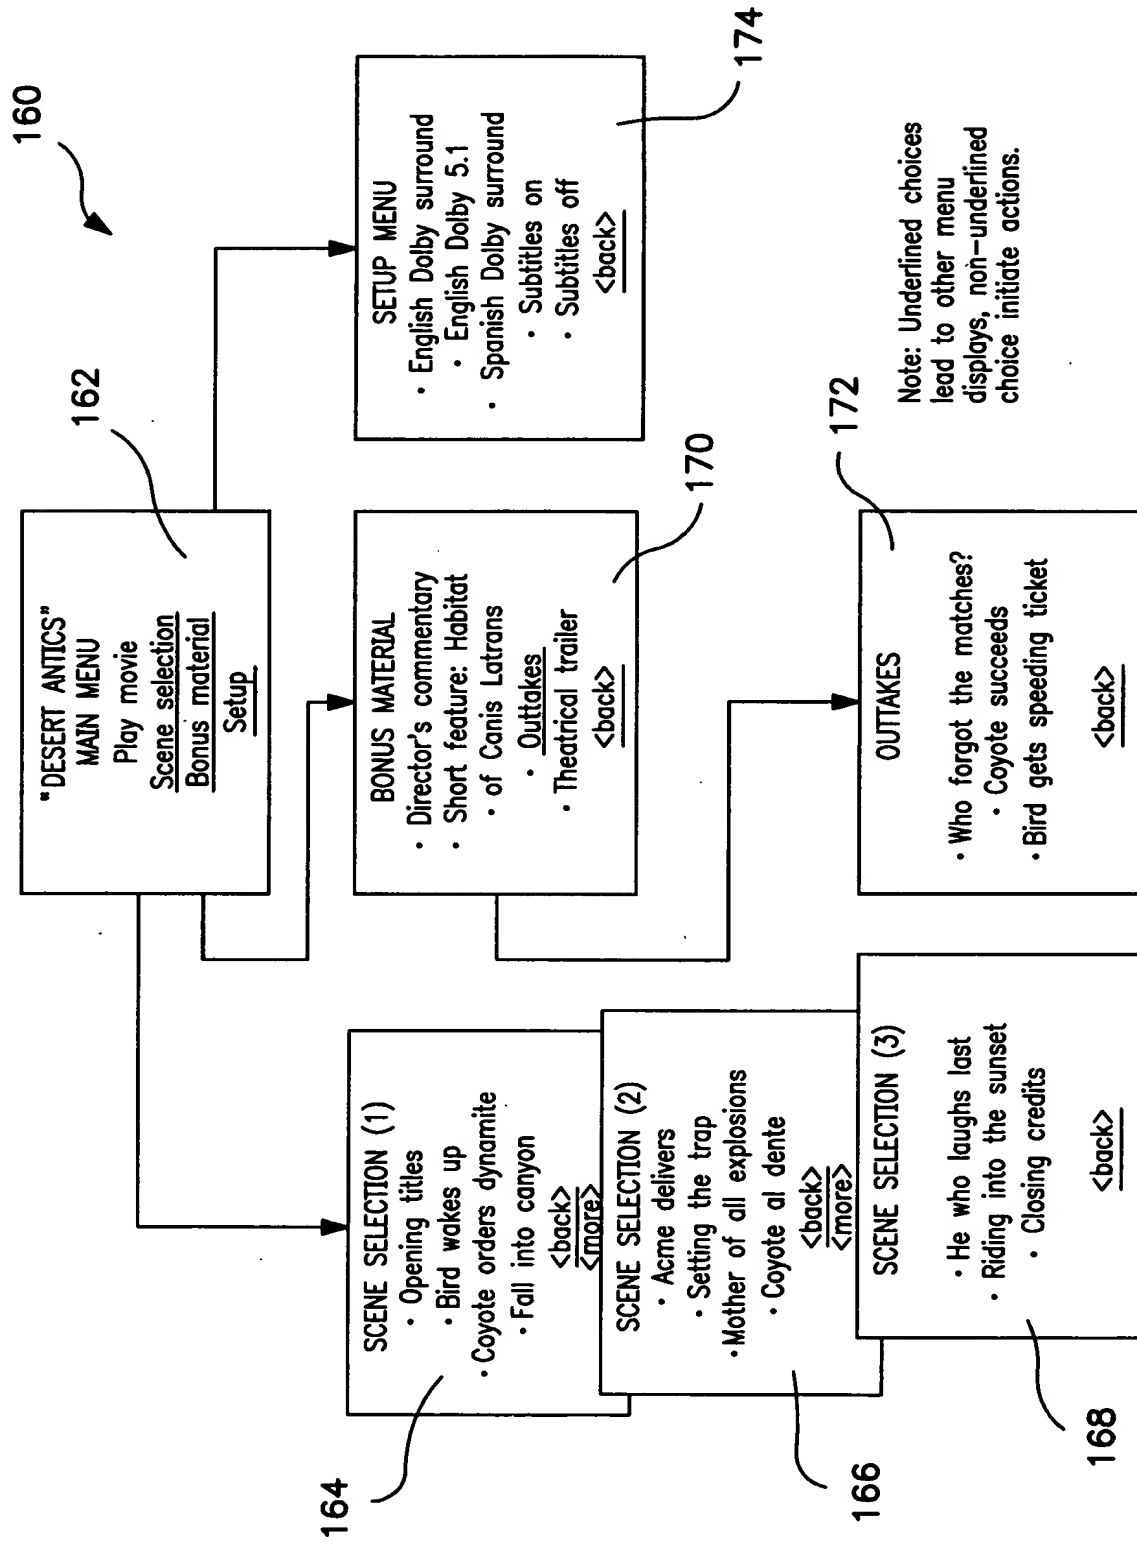 160
"DESERT ANTICS"
MAIN MENU
Play movie
Scene selection
Bonus material
Setup
162
SCENE SELECTION (1)
• Opening titles
• Bird wakes up
• Coyote orders dynamite
• Fall into canyon
<back>
<more>
164
SCENE SELECTION (2)
• Acme delivers
• Setting the trap
• Mother of all explosions
• Coyote al dente
<back>
<more>
166
SCENE SELECTION (3)
• He who laughs last
• Riding into the sunset
• Closing credits
<back>
168
BONUS MATERIAL
• Director's commentary
• Short feature: Habitat
• of Canis Latrans
• Outtakes
• Theatrical trailer
<back>
170
OUTTAKES
• Who forgot the matches?
• Coyote succeeds
• Bird gets speeding ticket
<back>
172
SETUP MENU
• English Dolby surround
• English Dolby 5.1
• Spanish Dolby surround
• Subtitles on
• Subtitles off
<back>
174
Note: Underlined choices
lead to other menu
displays, non-underlined
choice initiate actions.